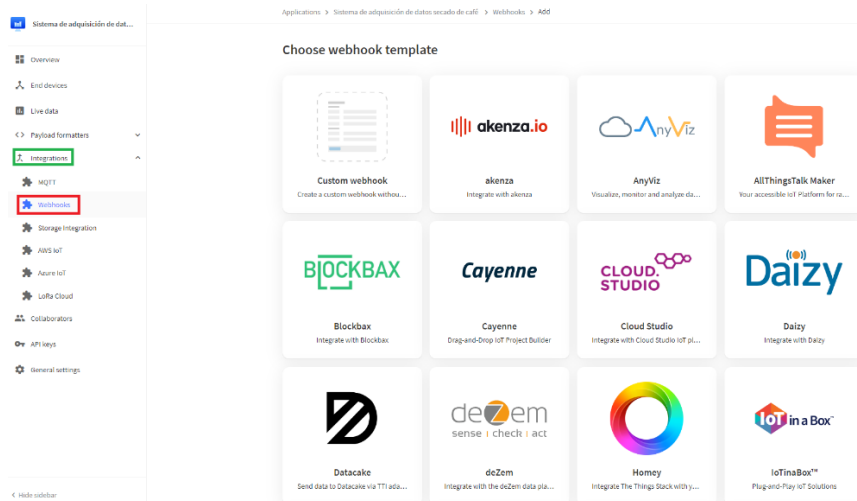 Applications > Sistema de adquisición de datos secado de café > Webhooks > Add
Sistema de adquisición de dat...
Overview
End devices
Live data
Payload formatters
Integrations
MQTT
Webhooks
Storage Integration
AWS IoT
Azure IoT
LoRa Cloud
Collaborators
API keys
General settings
Hide sidebar
Choose webhook template
Custom webhook
Create a custom webhook withou...
akenza.io
akenza
Integrate with akenza
AnyViz
AnyViz
Visualize, monitor and analyze da...
AllThingsTalk Maker
Your accessible IoT Platform for ra...
BLOCKBAX
Blockbax
Integrate with Blockbax
Cayenne
Cayenne
Drag-and-Drop IoT Project Builder
CLOUD.
STUDIO
Cloud Studio
Integrate with Cloud Studio IoT pl...
Daizy
Daizy
Integrate with Daizy
Datacake
Send data to Datacake via TTI ada...
deZem
sense | check | act
deZem
Integrate with the deZem data pla...
Homey
Integrate The Things Stack with y...
IoT in a Box™
IoTinaBox™
Plug-and-Play IoT Solutions